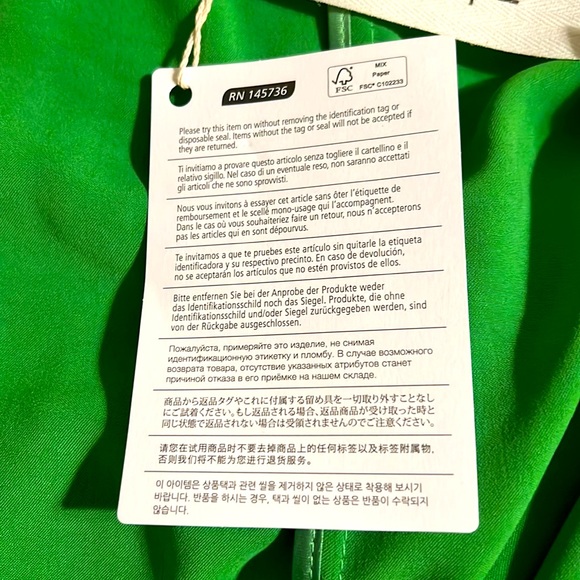 RN 145736
FSC
MIX
Paper
FSC® C102233
Please try this item on without removing the identification tag or
disposable seal. Items without the tag or seal will not be accepted if
they are returned.
Ti invitiamo a provare questo articolo senza togliere il cartellino e il
relativo sigillo. Nel caso di un eventuale reso, non saranno accettati
gli articoli che ne sono sprovvisti.
Nous vous invitons à essayer cet article sans ôter l'étiquette de
remboursement et le scellé mono-usage qui l'accompagnent.
Dans le cas où vous souhaiteriez faire un retour, nous n'accepterons
pas les articles qui en sont dépourvus.
Te invitamos a que te pruebes este artículo sin quitarle la etiqueta
identificadora y su respectivo precinto. En caso de devolución,
no se aceptarán los artículos que no estén provistos de ellos.
Bitte entfernen Sie bei der Anprobe der Produkte weder
das Identifikationsschild noch das Siegel. Produkte, die ohne
Identifikationsschild und/oder Siegel zurückgegeben werden, sind
von der Rückgabe ausgeschlossen.
Пожалуйста, примеряйте это изделие, не снимая
идентификационную этикетку и пломбу. В случае возможного
возврата товара, отсутствие указанных атрибутов станет
причиной отказа в его приёмке на нашем складе.
商品から返品タグやこれに付属する留め具を一切取り外すことなし
にご試着ください。もし返品される場合、返品商品が受け取った時と
同じ状態で返品されない場合は受領されませんのでご注意ください。
请您在试用商品时不要去掉商品上的任何标签以及标签附属物,
否则我们将不能为您进行退货服务。
이 아이템은 상품택과 관련 씰을 제거하지 않은 상태로 착용해 보시기
바랍니다. 반품을 하시는 경우, 택과 씰이 없는 상품은 반품이 수락되지
않습니다.